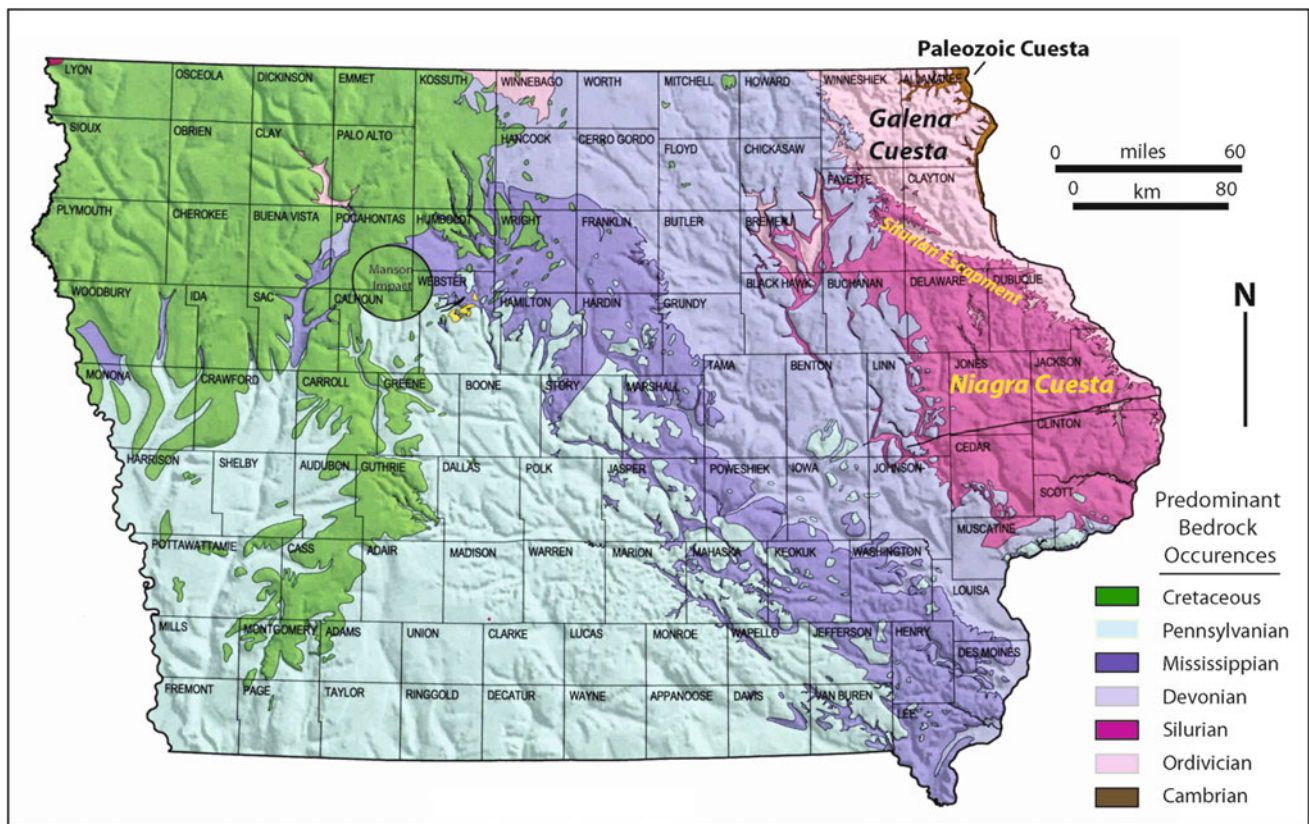 Paleozoic Cuesta
LYON
OSCEOLA
DICKINSON
EMMET
KOSSUTH
WINNEBAGO
WORTH
MITCHELL
HOWARD
WINNESHIEK
ALLAMAKEE
SIOUX
OBRIEN
CLAY
PALO ALTO
HANCOCK
CERRO GORDO
FLOYD
CHICKASAW
Galena
Cuesta
0 miles 60
0 km 80
FAYETTE
CLAYTON
PLYMOUTH
CHEROKEE
BUENA VISTA
POCAHONTAS
HUMBOLDT
WRIGHT
FRANKLIN
BUTLER
BREMER
Silurian Escapment
Manson
Impact
WOODBURY
IDA
SAC
CALHOUN
WEBSTER
HAMILTON
HARDIN
GRUNDY
BLACK HAWK
BUCHANAN
DELAWARE
DUBUQUE
N
MONONA
CRAWFORD
CARROLL
GREENE
BOONE
STORY
MARSHALL
TAMA
BENTON
LINN
JONES
JACKSON
Niagra Cuesta
CLINTON
CEDAR
HARRISON
SHELBY
AUDUBON
GUTHRIE
DALLAS
POLK
JASPER
POWESHIEK
IOWA
JOHNSON
SCOTT
MUSCATINE
POTTAWATTAMIE
CASS
ADAIR
MADISON
WARREN
MARION
MAHASKA
KEOKUK
WASHINGTON
LOUISA
MILLS
MONTGOMERY
ADAMS
UNION
CLARKE
LUCAS
MONROE
WAPELLO
JEFFERSON
HENRY
DES MOINES
FREMONT
PAGE
TAYLOR
RINGGOLD
DECATUR
WAYNE
APPANOOSE
DAVIS
VAN BUREN
LEE
Predominant
Bedrock
Occurences
Cretaceous
Pennsylvanian
Mississippian
Devonian
Silurian
Ordivician
Cambrian